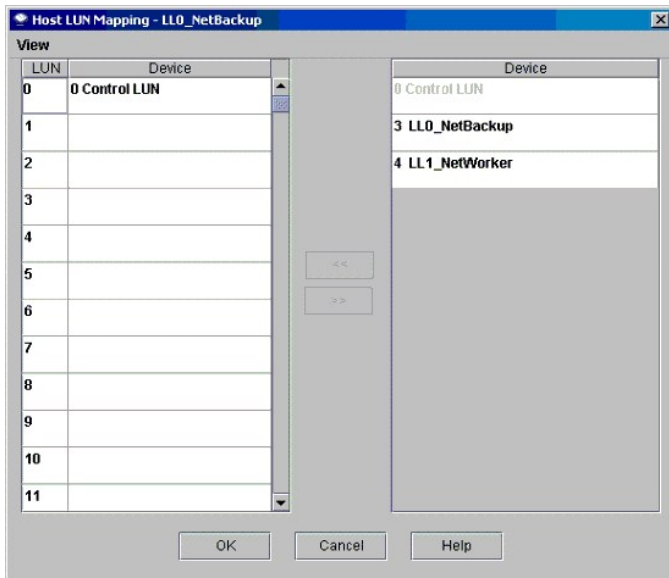 Host LUN Mapping - LL0_NetBackup
View
LUN Device
0 0 Control LUN
1
2
3
4
5
6
7
8
9
10
11
<<
>>
Device
0 Control LUN
3 LL0_NetBackup
4 LL1_NetWorker
OK Cancel Help